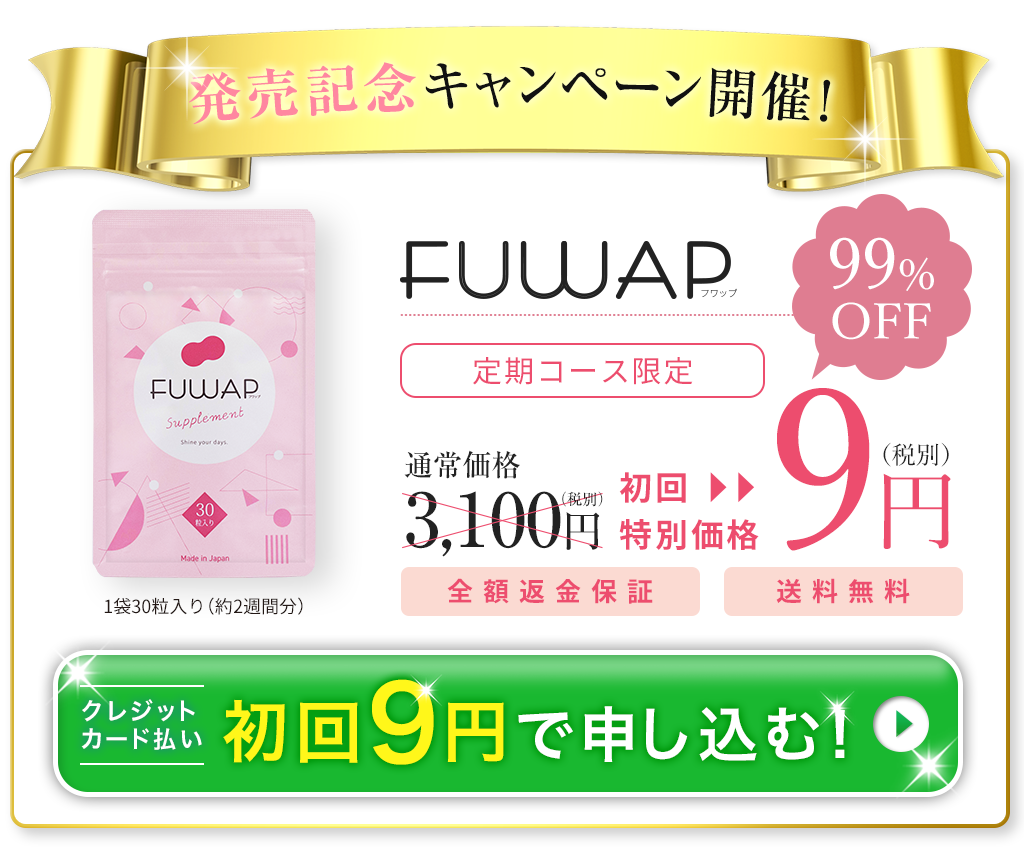 発売記念キャンペーン開催!
FUWAP
フワップ
99%
OFF
定期コース限定
通常価格
3,100円
(税別)
初回
特別価格
9円
(税別)
全額返金保証
送料無料
FUWAP
フワップ
Supplement
Shine your days.
30
粒入り
Made in Japan
1袋30粒入り(約2週間分)
クレジット
カード払い
初回9円で申し込む!